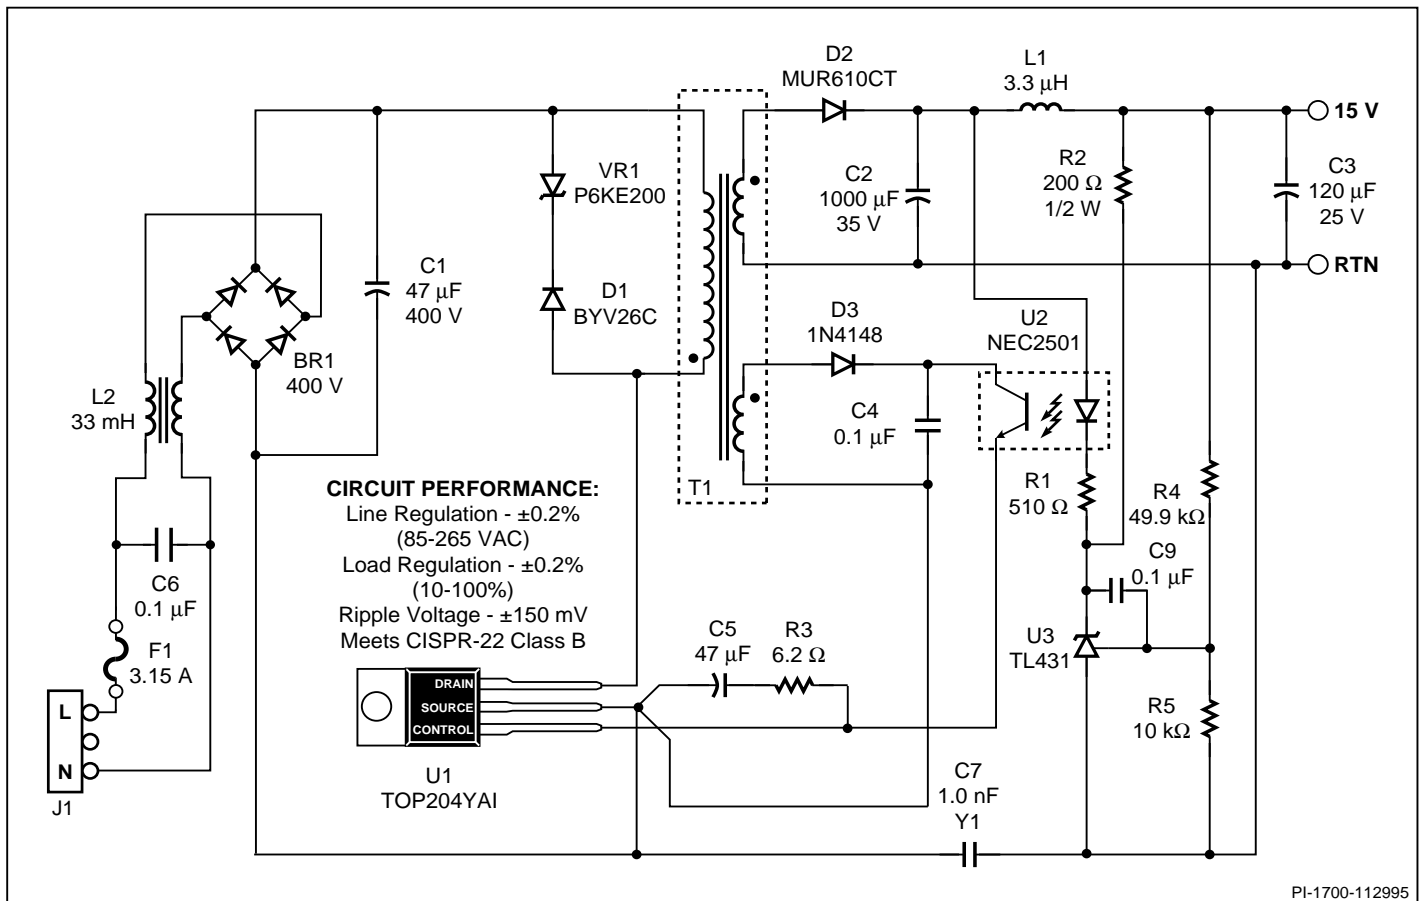 D2
MUR610CT
L1
3.3 µH
15 V
VR1
P6KE200
C2
1000 µF
35 V
R2
200 Ω
1/2 W
C3
120 µF
25 V
RTN
C1
47 µF
400 V
D1
BYV26C
D3
1N4148
U2
NEC2501
BR1
400 V
L2
33 mH
C4
0.1 µF
T1
R1
510 Ω
R4
49.9 kΩ
CIRCUIT PERFORMANCE:
Line Regulation - ±0.2%
(85-265 VAC)
Load Regulation - ±0.2%
(10-100%)
Ripple Voltage - ±150 mV
Meets CISPR-22 Class B
C9
0.1 µF
C6
0.1 µF
F1
3.15 A
C5
47 µF
R3
6.2 Ω
U3
TL431
DRAIN
SOURCE
CONTROL
L
N
J1
R5
10 kΩ
U1
TOP204YAI
C7
1.0 nF
Y1
PI-1700-112995